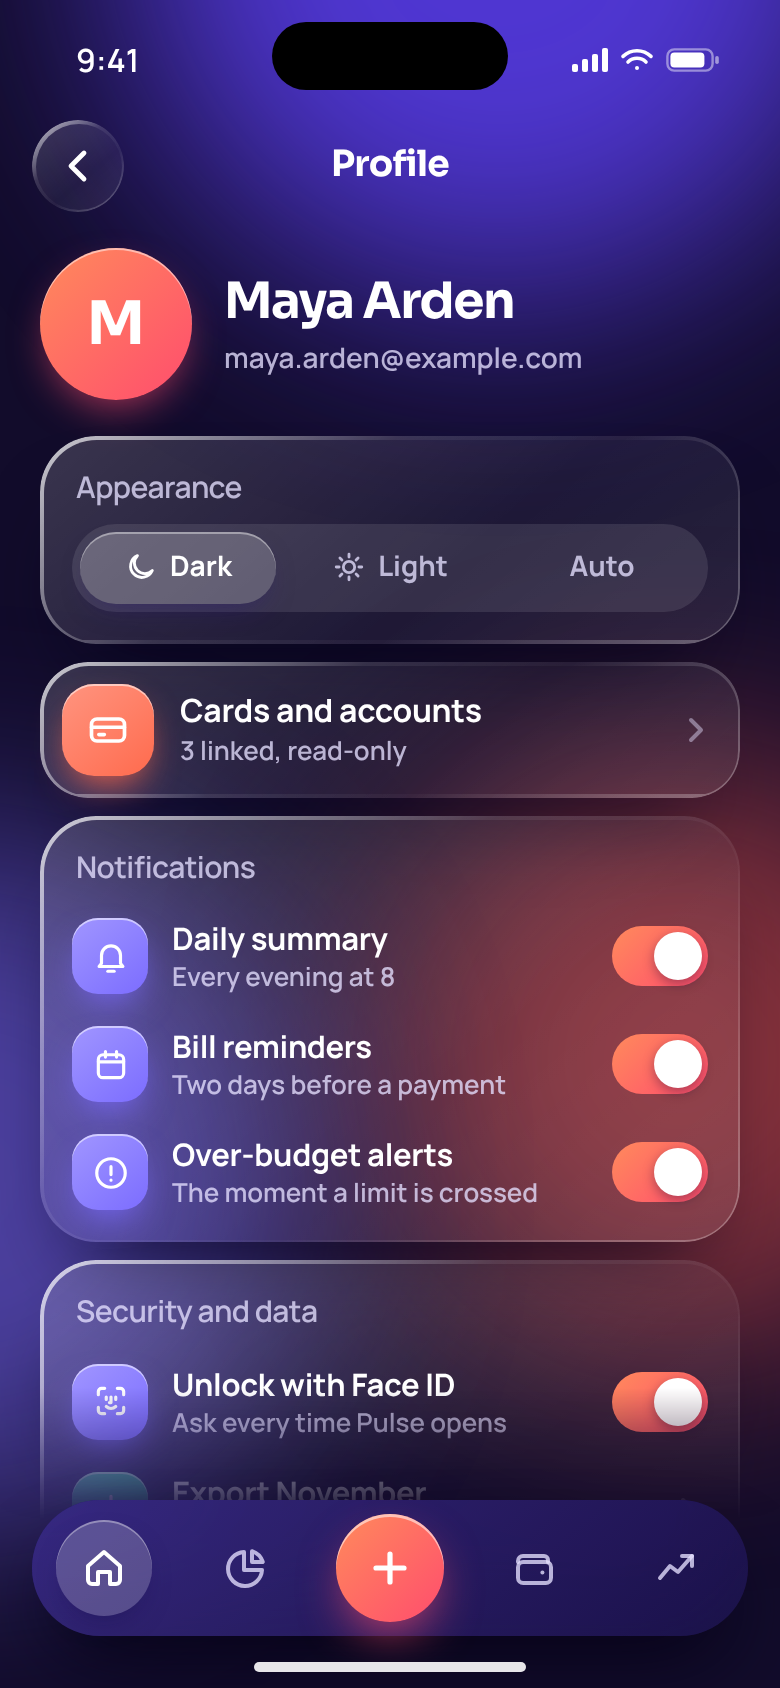 9:41
Profile
M
Maya Arden
maya.arden@example.com
Appearance
Dark
Light
Auto
Cards and accounts
3 linked, read-only
Notifications
Daily summary
Every evening at 8
Bill reminders
Two days before a payment
Over-budget alerts
The moment a limit is crossed
Security and data
Unlock with Face ID
Ask every time Pulse opens
Export November